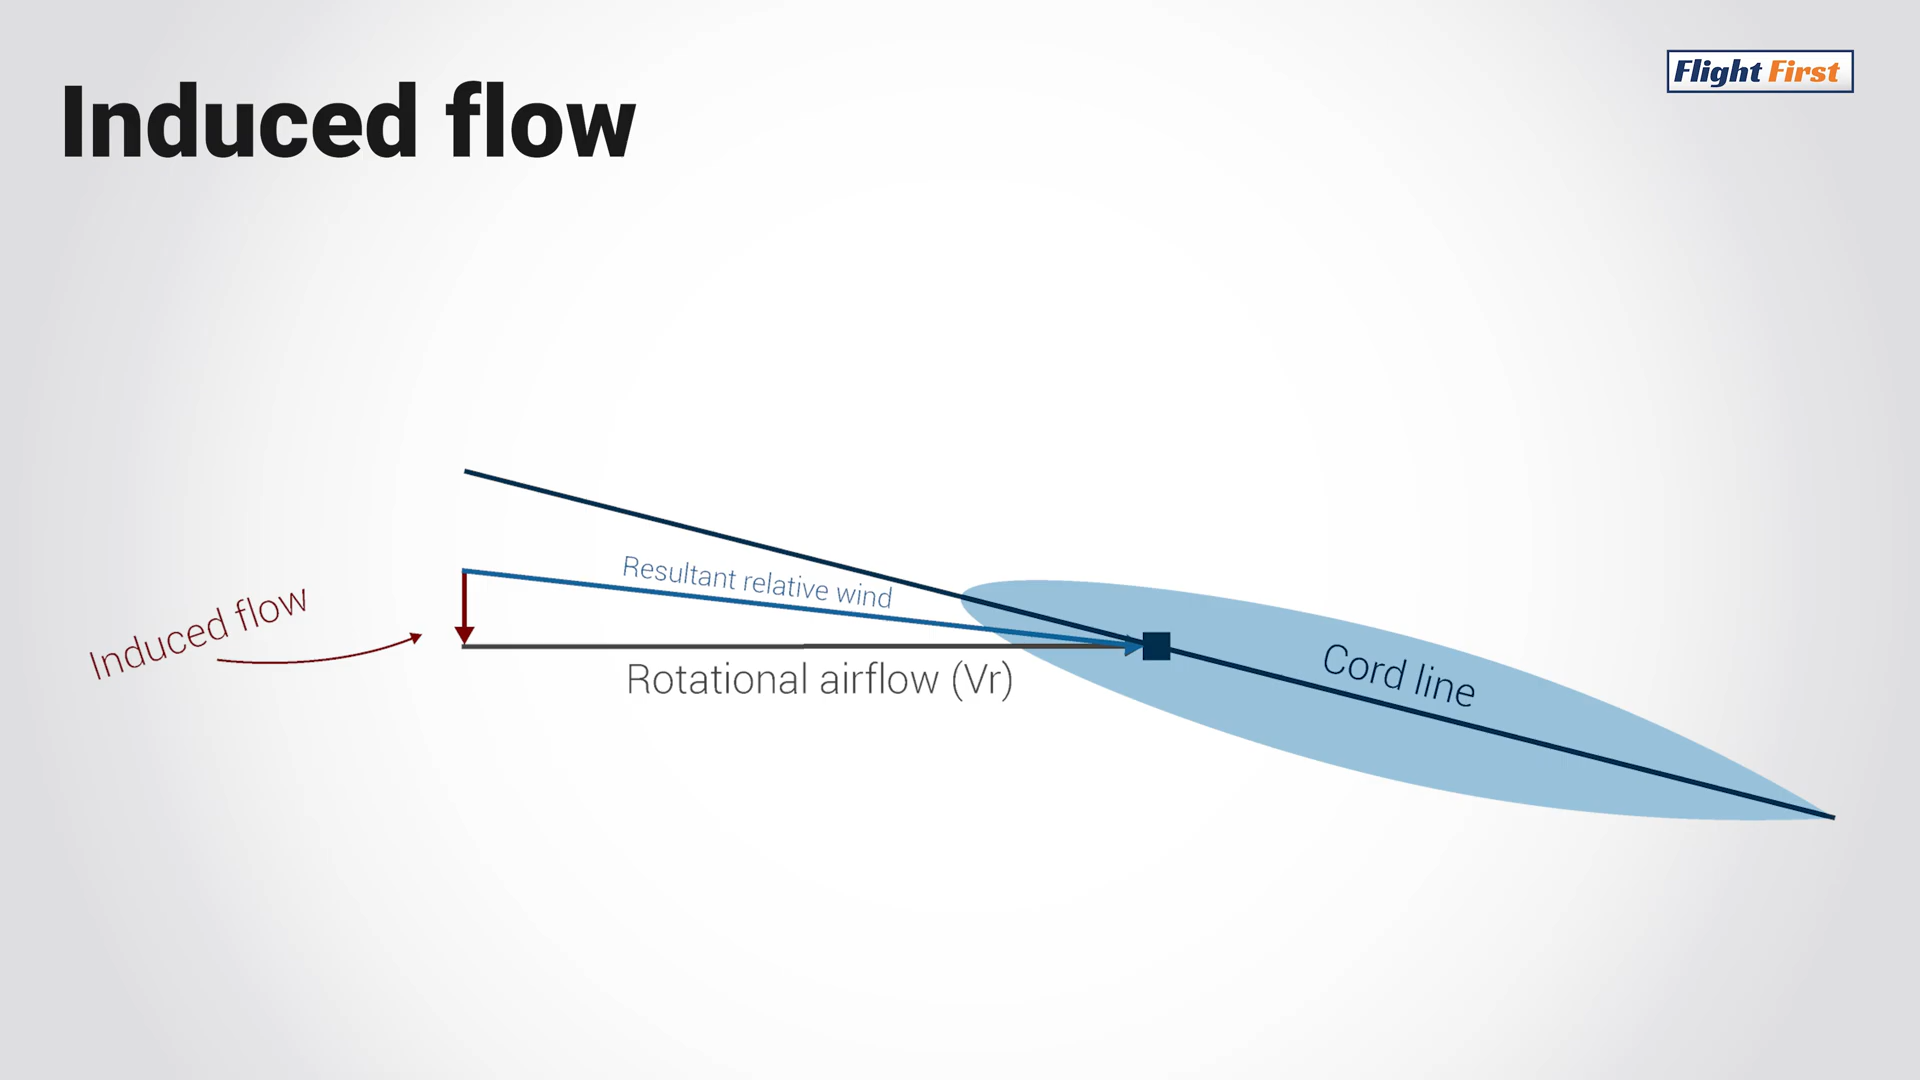 Flight First
Induced flow
Resultant relative wind
Induced flow
Rotational airflow (Vr)
Cord line